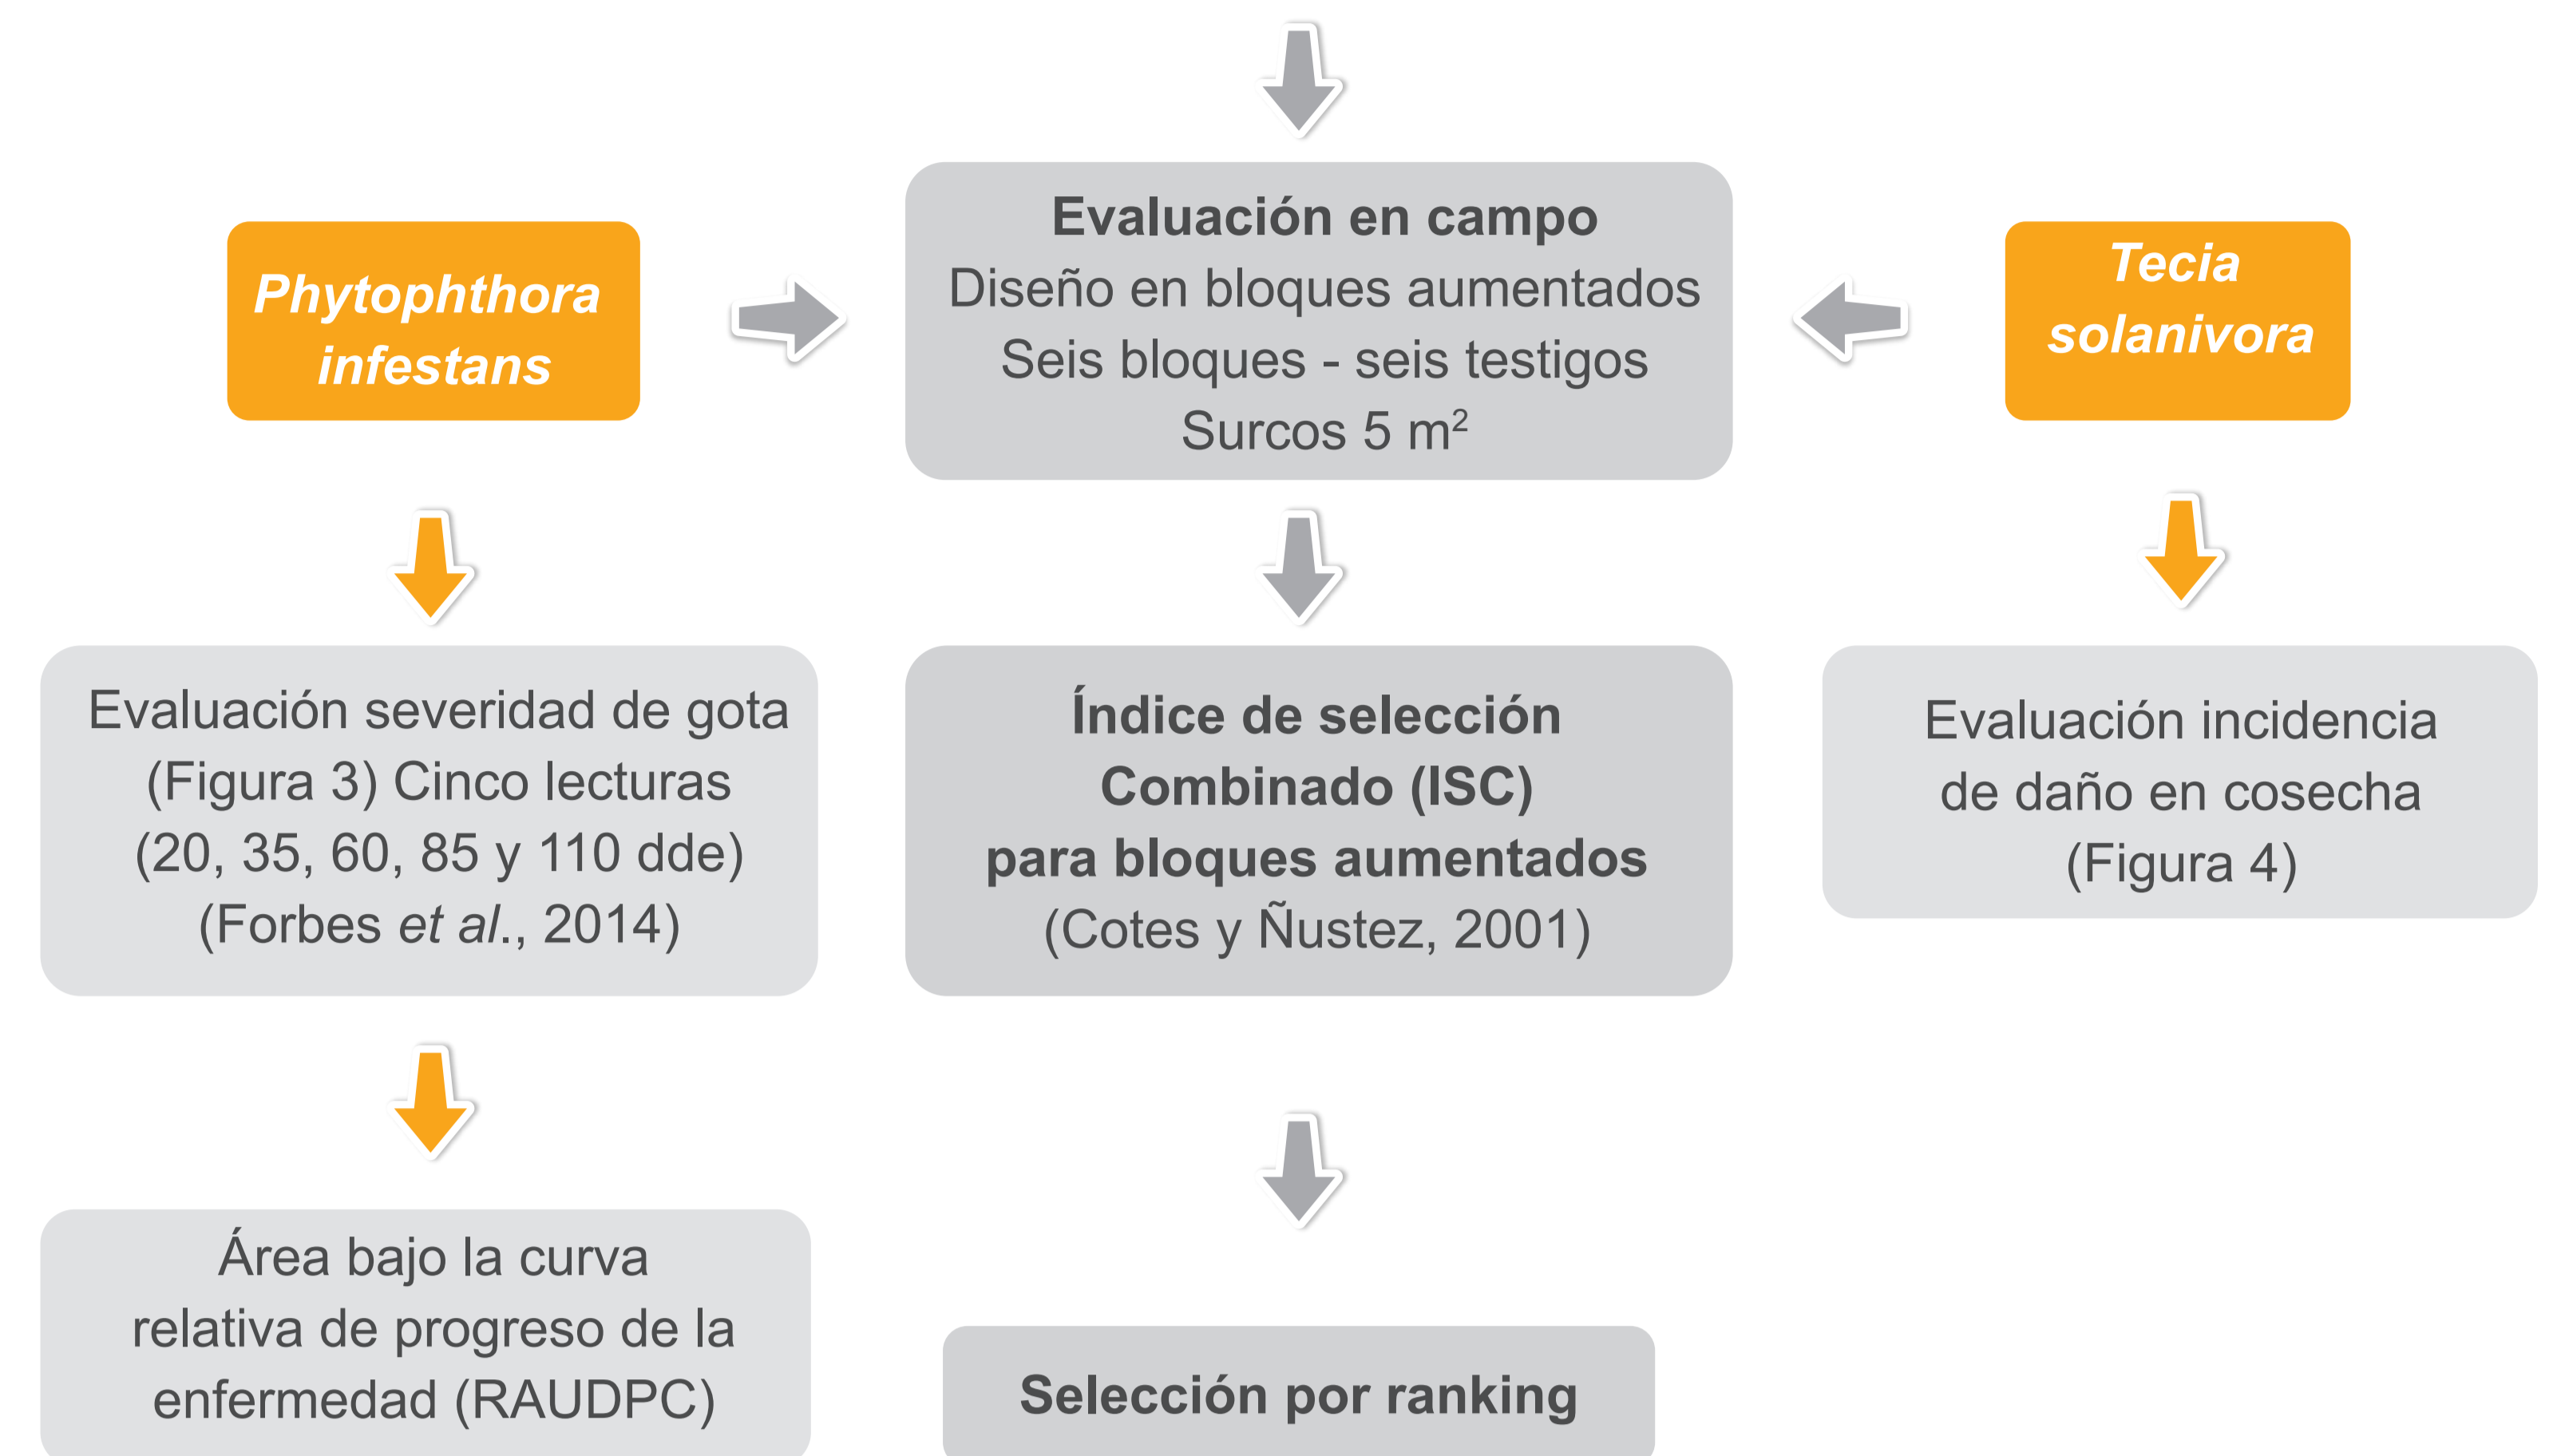 Phytophthora
infestans
Evaluación en campo
Diseño en bloques aumentados
Seis bloques - seis testigos
Surcos 5 m²
Tecia
solanivora
Evaluación severidad de gota
(Figura 3) Cinco lecturas
(20, 35, 60, 85 y 110 dde)
(Forbes et al., 2014)
Índice de selección
Combinado (ISC)
para bloques aumentados
(Cotes y Ñustez, 2001)
Evaluación incidencia
de daño en cosecha
(Figura 4)
Área bajo la curva
relativa de progreso de la
enfermedad (RAUDPC)
Selección por ranking